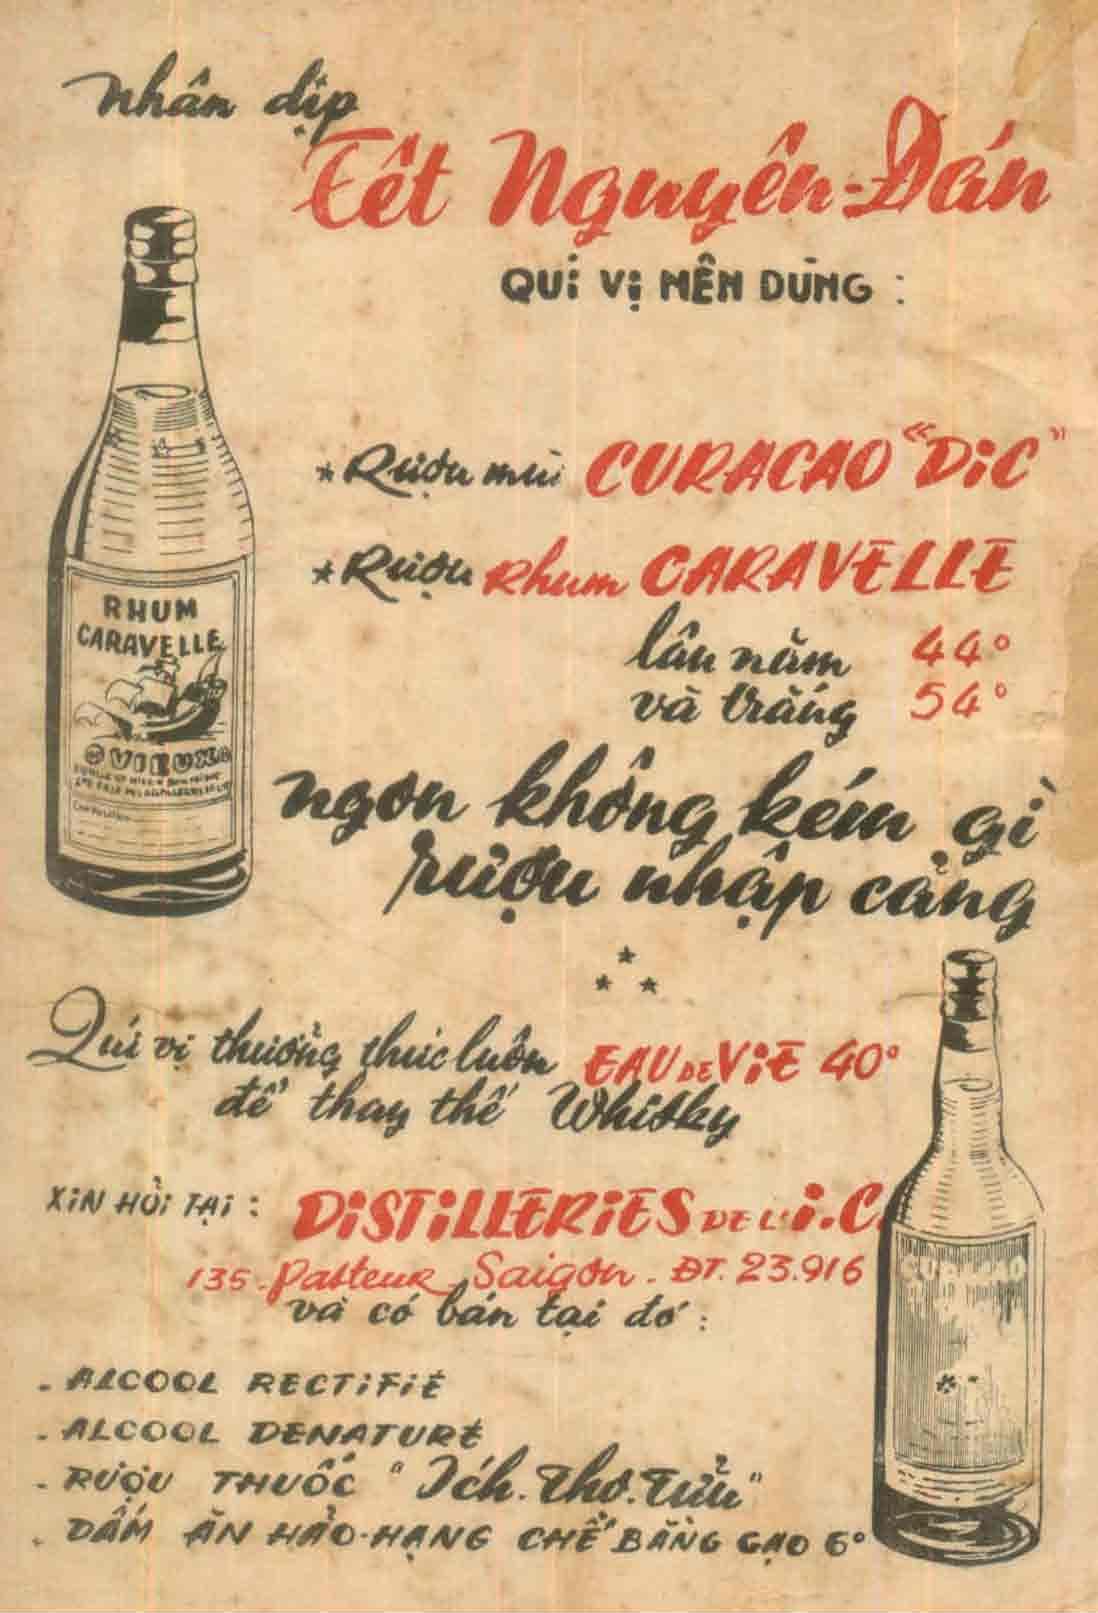 Nhân dịp
Tết Nguyên-Đán
QUÍ VỊ NÊN DÙNG :
* Rượu mùi CURACAO "DIC"
* Rượu Rhum CARAVELLE
lâu năm 44°
và trắng 54°
ngon không kém gì
rượu nhập cảng
Quí vị thưởng thức luôn EAU DE VIE 40°
để thay thế Whisky
XIN HỎI TẠI : DISTILLERIES DE L'I.C.
135 - Pasteur Saigon - ĐT. 23.916
và có bán tại đó :
- ALCOOL RECTIFIÉ
- ALCOOL DENATURÉ
- RƯỢU THUỐC "Ích-Thọ-Tửu"
- DẤM ĂN HẢO-HẠNG CHẾ BẰNG GẠO 6°
RHUM
CARAVELLE
VIEUX
CURACAO